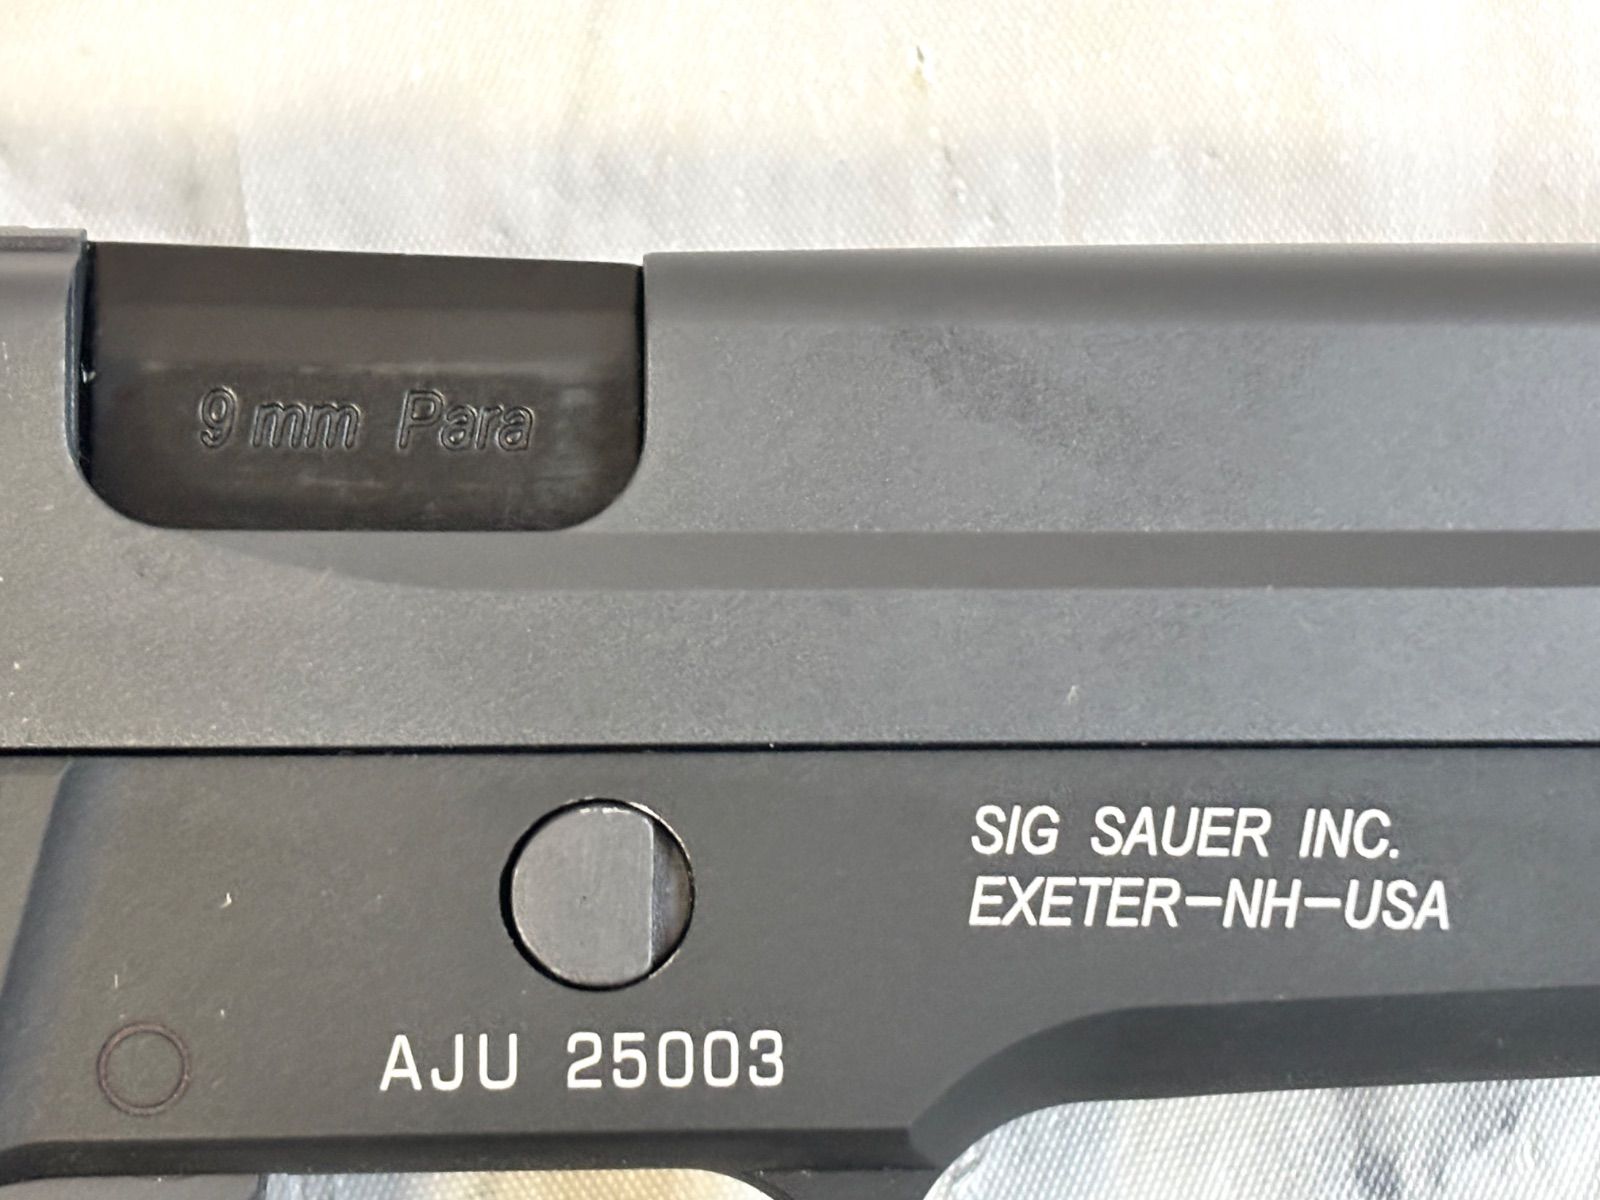 9 mm Para
SIG SAUER INC.
EXETER-NH-USA
AJU 25003